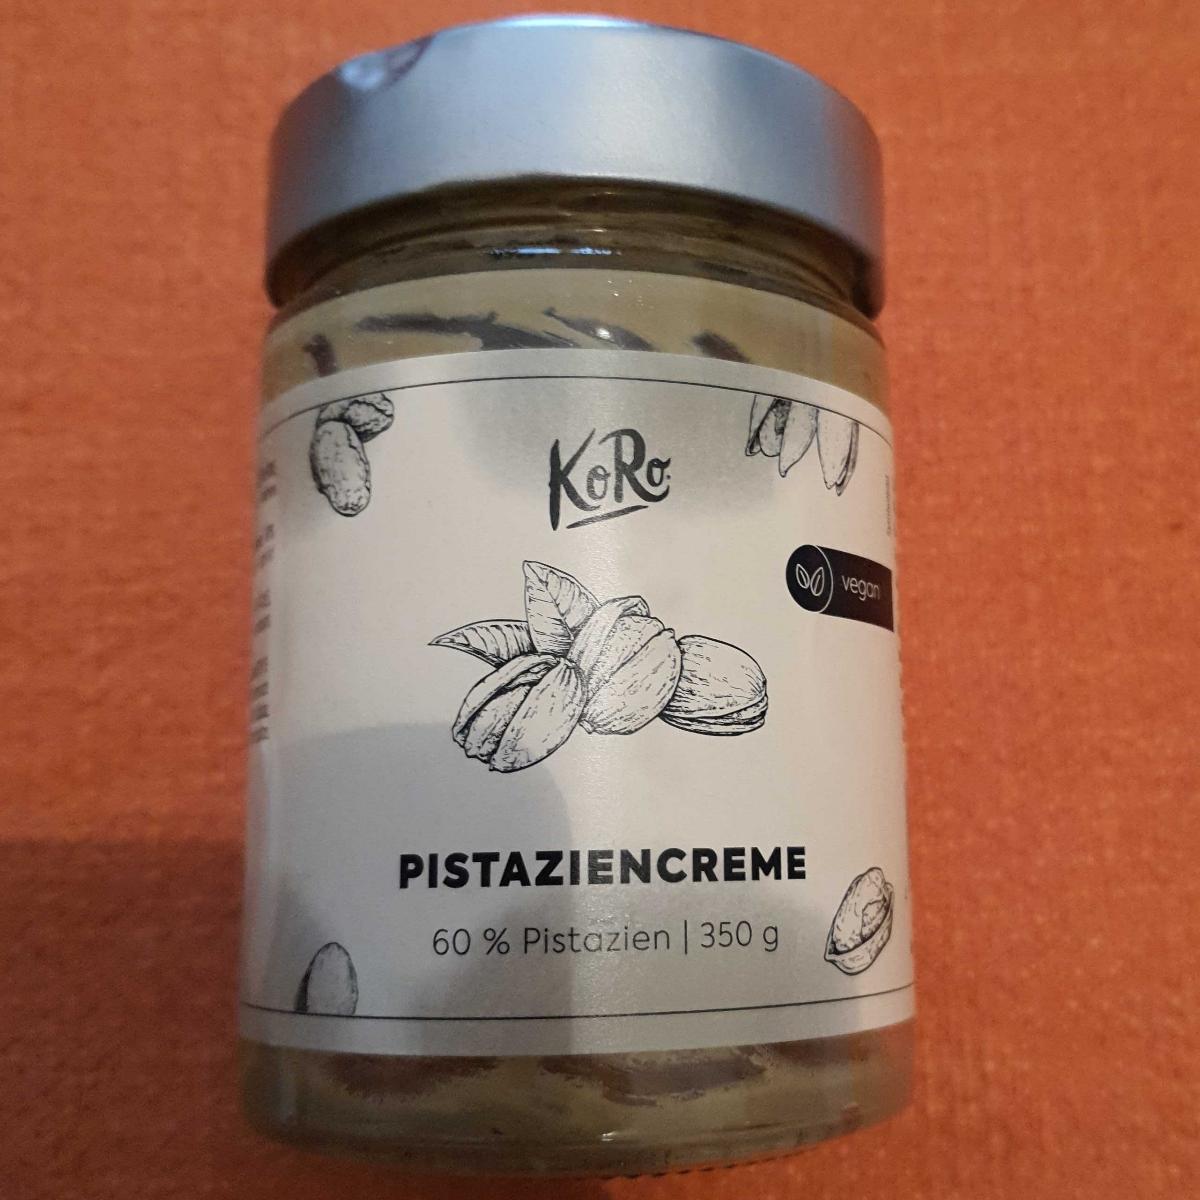 KoRo
vegan
PISTAZIENCREME
60 % Pistazien | 350 g